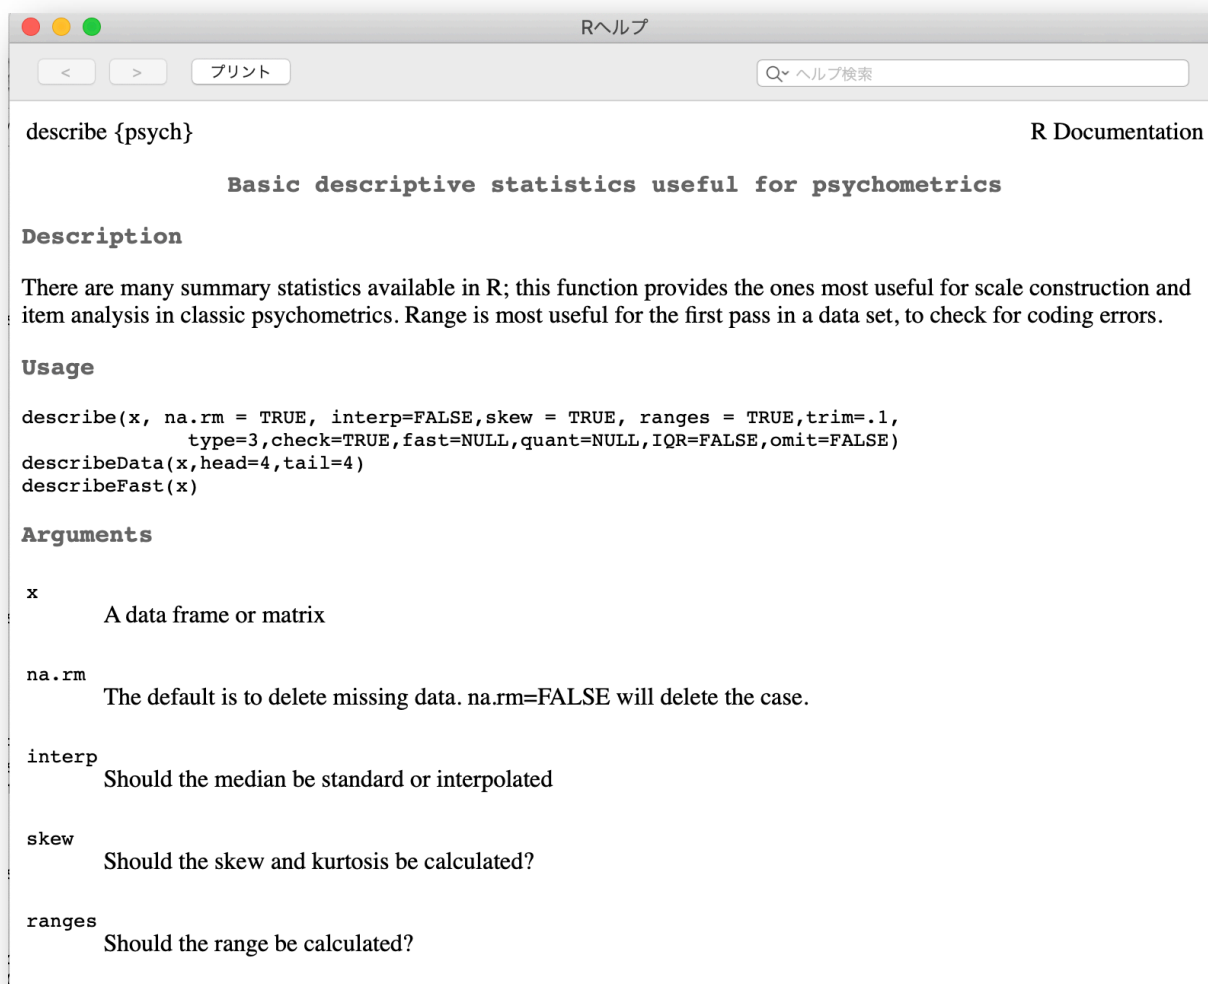 Rヘルプ
< > プリント ヘルプ検索
describe {psych} R Documentation
Basic descriptive statistics useful for psychometrics
Description
There are many summary statistics available in R; this function provides the ones most useful for scale construction and
item analysis in classic psychometrics. Range is most useful for the first pass in a data set, to check for coding errors.
Usage
describe(x, na.rm = TRUE, interp=FALSE,skew = TRUE, ranges = TRUE,trim=.1,
type=3,check=TRUE,fast=NULL,quant=NULL,IQR=FALSE,omit=FALSE)
describeData(x,head=4,tail=4)
describeFast(x)
Arguments
x
A data frame or matrix
na.rm
The default is to delete missing data. na.rm=FALSE will delete the case.
interp
Should the median be standard or interpolated
skew
Should the skew and kurtosis be calculated?
ranges
Should the range be calculated?